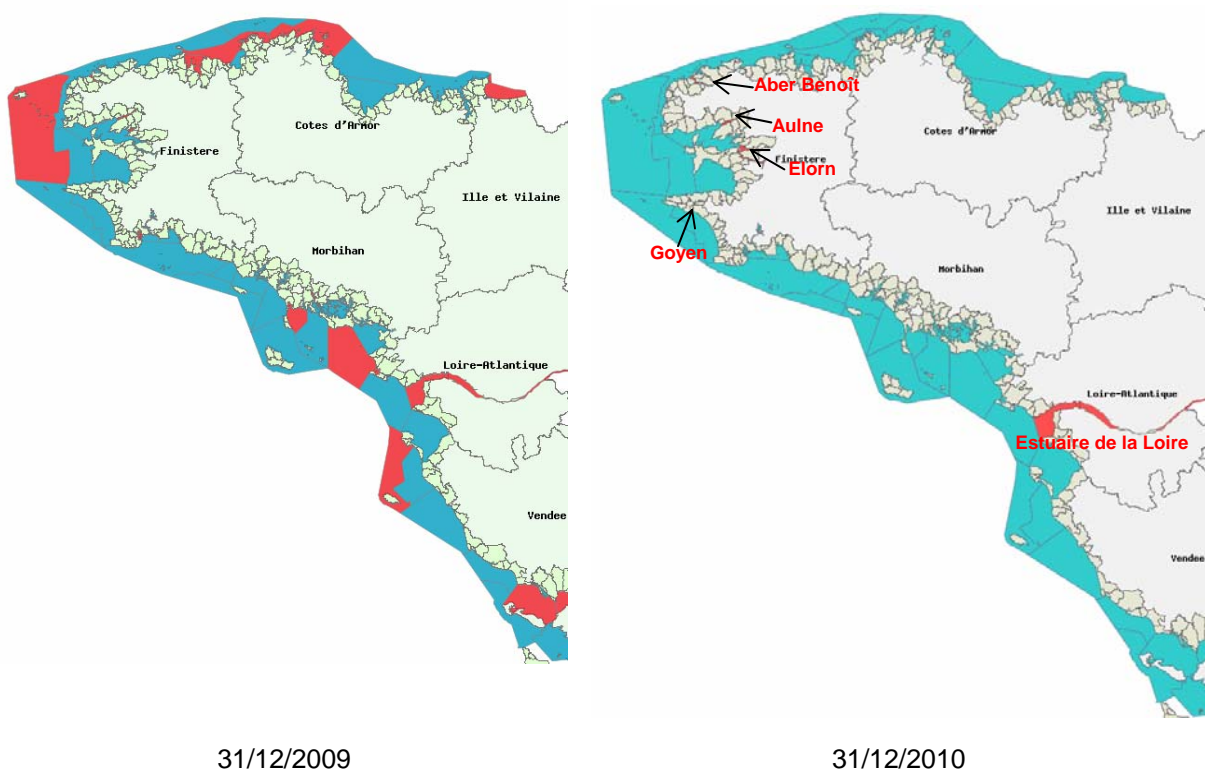 Cotes d'Armor
Finistere
Ille et Vilaine
Morbihan
Loire-Atlantique
Vendee
31/12/2009
Aber Benoît
Aulne
Cotes d'Armor
Finistere
Elorn
Ille et Vilaine
Goyen
Morbihan
Loire-Atlantique
Estuaire de la Loire
Vendee
31/12/2010